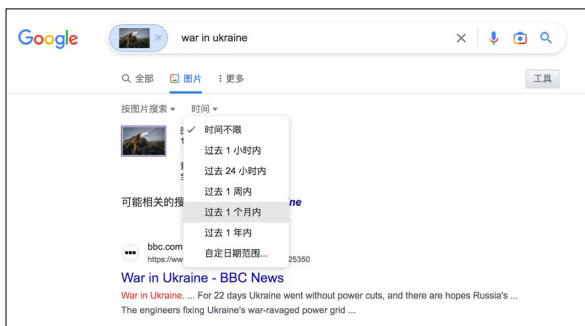 Google
war in ukraine
全部 图片 更多
工具
按图片搜索 时间
时间不限
过去 1 小时内
过去 24 小时内
过去 1 周内
可能相关的搜 ne
过去 1 个月内
过去 1 年内
自定日期范围...
bbc.com
https://ww 25350
War in Ukraine - BBC News
War in Ukraine. ... For 22 days Ukraine went without power cuts, and there are hopes Russia's ...
The engineers fixing Ukraine's war-ravaged power grid ...